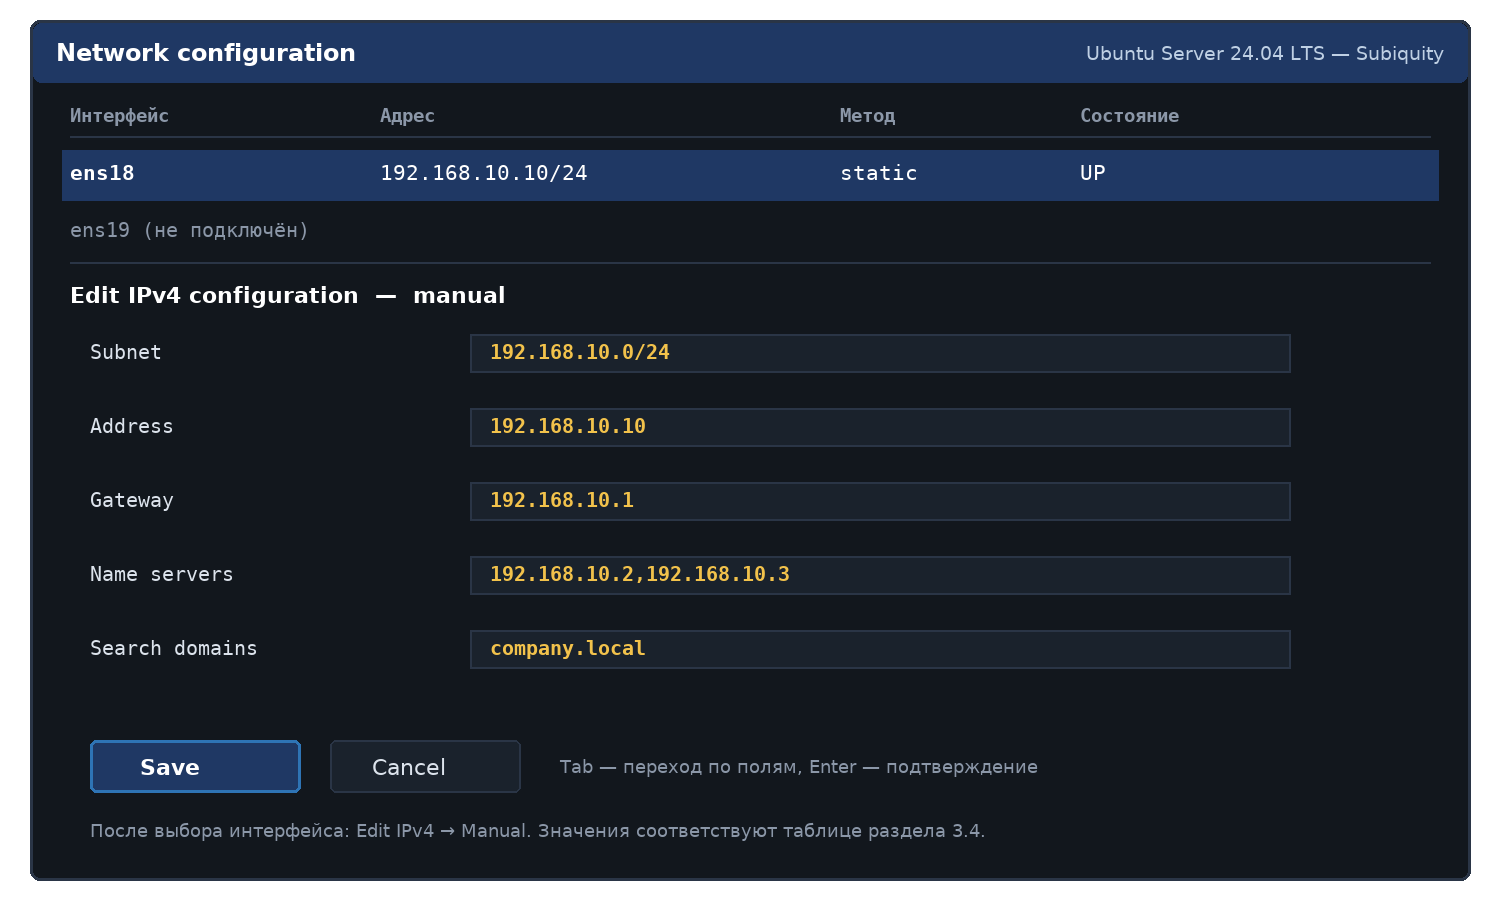 Network configuration
Ubuntu Server 24.04 LTS — Subiquity
Интерфейс Адрес Метод Состояние
ens18 192.168.10.10/24 static UP
ens19 (не подключён)
Edit IPv4 configuration — manual
Subnet 192.168.10.0/24
Address 192.168.10.10
Gateway 192.168.10.1
Name servers 192.168.10.2,192.168.10.3
Search domains company.local
Save Cancel Tab — переход по полям, Enter — подтверждение
После выбора интерфейса: Edit IPv4 → Manual. Значения соответствуют таблице раздела 3.4.